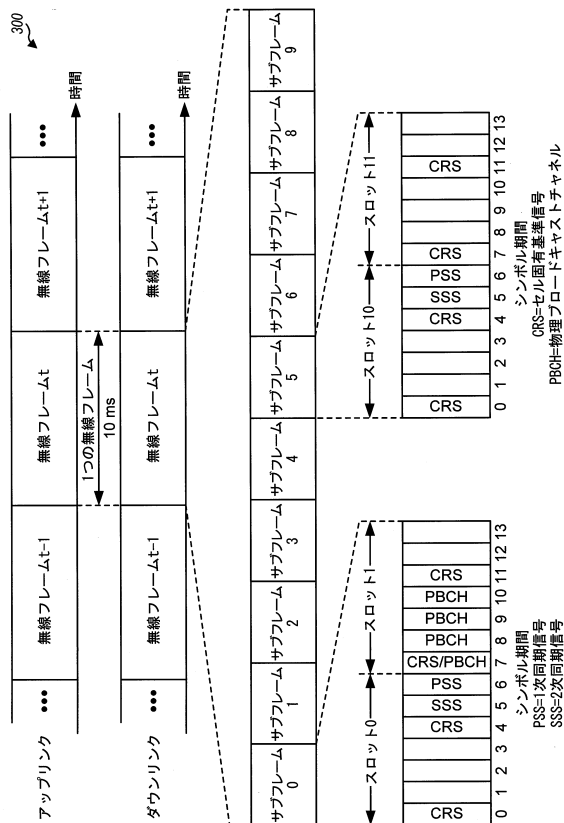 300
アップリンク
••• 無線フレームt-1 無線フレームt 無線フレームt+1 •••
時間
1つの無線フレーム
10 ms
ダウンリンク
••• 無線フレームt-1 無線フレームt 無線フレームt+1 •••
時間
サブフレーム 0
サブフレーム 1
サブフレーム 2
サブフレーム 3
サブフレーム 4
サブフレーム 5
サブフレーム 6
サブフレーム 7
サブフレーム 8
サブフレーム 9
スロット0 スロット1
CRS CRS SSS PSS CRS/PBCH PBCH PBCH PBCH CRS
0 1 2 3 4 5 6 7 8 9 10 11 12 13
シンボル期間
PSS=1次同期信号
SSS=2次同期信号
スロット10 スロット11
CRS CRS SSS PSS CRS CRS
0 1 2 3 4 5 6 7 8 9 10 11 12 13
シンボル期間
CRS=セル固有基準信号
PBCH=物理ブロードキャストチャネル